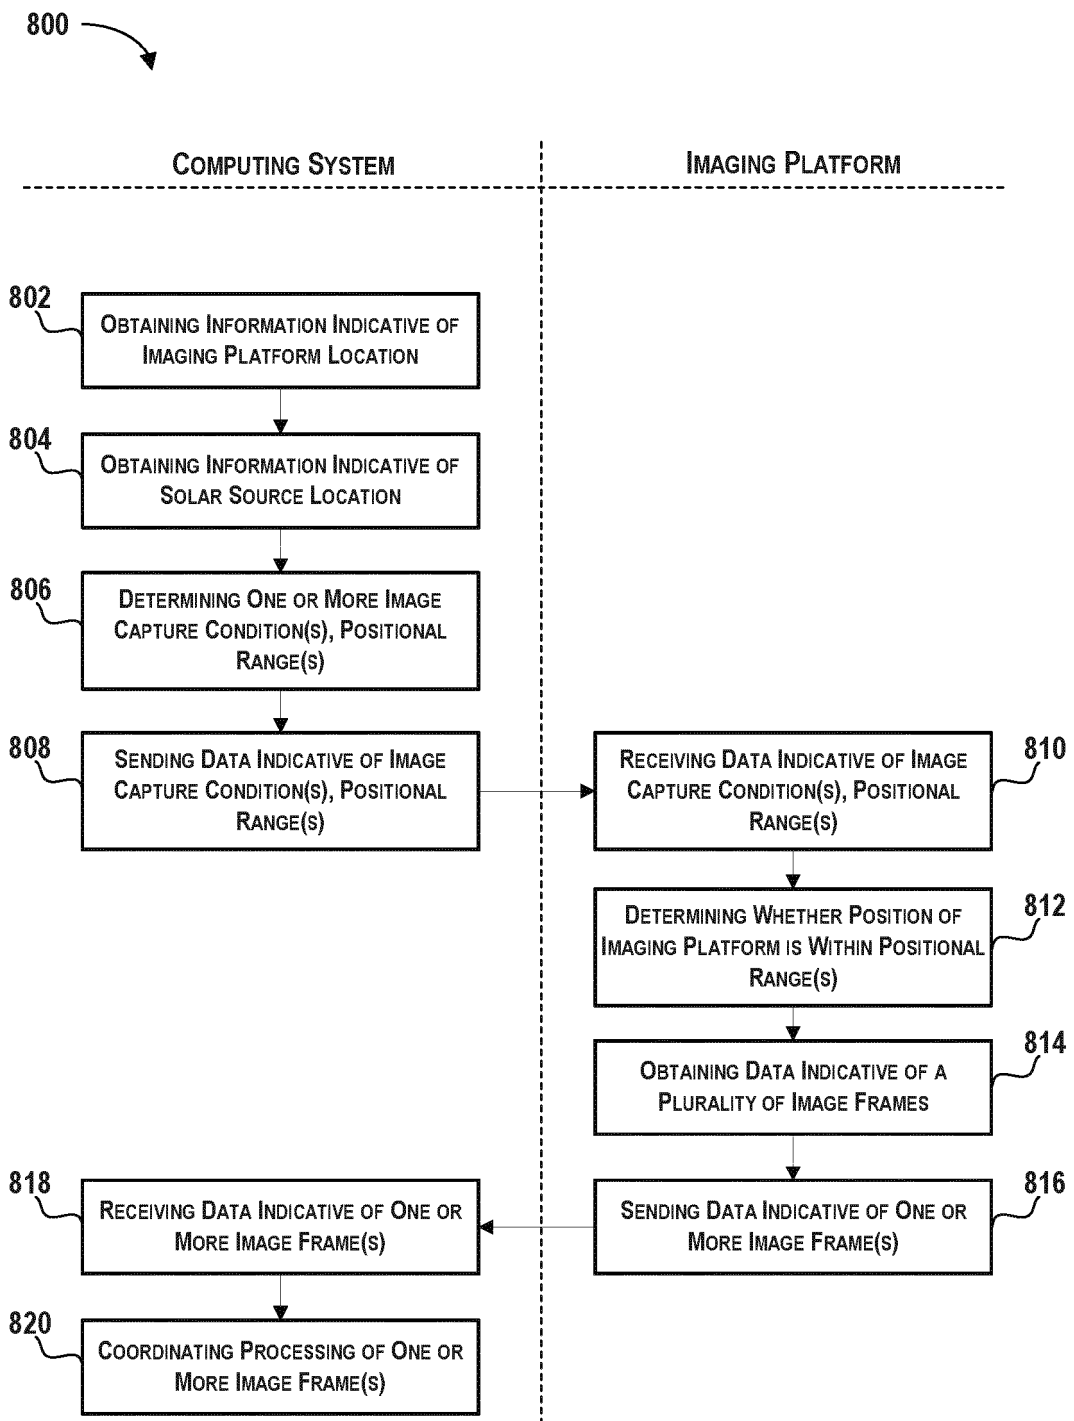 800
COMPUTING SYSTEM
IMAGING PLATFORM
802
OBTAINING INFORMATION INDICATIVE OF
IMAGING PLATFORM LOCATION
804
OBTAINING INFORMATION INDICATIVE OF
SOLAR SOURCE LOCATION
806
DETERMINING ONE OR MORE IMAGE
CAPTURE CONDITION(S), POSITIONAL
RANGE(S)
808
SENDING DATA INDICATIVE OF IMAGE
CAPTURE CONDITION(S), POSITIONAL
RANGE(S)
810
RECEIVING DATA INDICATIVE OF IMAGE
CAPTURE CONDITION(S), POSITIONAL
RANGE(S)
812
DETERMINING WHETHER POSITION OF
IMAGING PLATFORM IS WITHIN POSITIONAL
RANGE(S)
814
OBTAINING DATA INDICATIVE OF A
PLURALITY OF IMAGE FRAMES
816
SENDING DATA INDICATIVE OF ONE OR
MORE IMAGE FRAME(S)
818
RECEIVING DATA INDICATIVE OF ONE OR
MORE IMAGE FRAME(S)
820
COORDINATING PROCESSING OF ONE OR
MORE IMAGE FRAME(S)